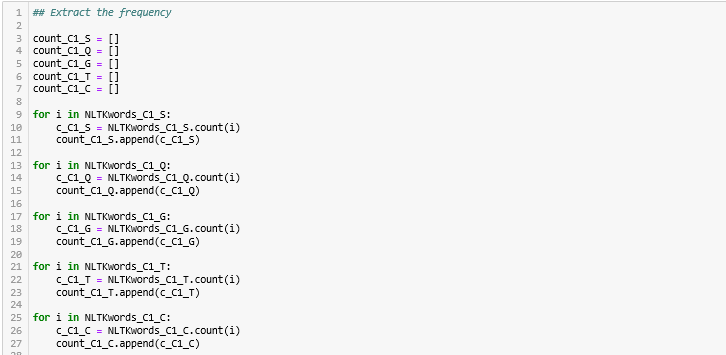 1 ## Extract the frequency
2
3 count_C1_S = []
4 count_C1_Q = []
5 count_C1_G = []
6 count_C1_T = []
7 count_C1_C = []
8
9 for i in NLTKwords_C1_S:
10     c_C1_S = NLTKwords_C1_S.count(i)
11     count_C1_S.append(c_C1_S)
12
13 for i in NLTKwords_C1_Q:
14     c_C1_Q = NLTKwords_C1_Q.count(i)
15     count_C1_Q.append(c_C1_Q)
16
17 for i in NLTKwords_C1_G:
18     c_C1_G = NLTKwords_C1_G.count(i)
19     count_C1_G.append(c_C1_G)
20
21 for i in NLTKwords_C1_T:
22     c_C1_T = NLTKwords_C1_T.count(i)
23     count_C1_T.append(c_C1_T)
24
25 for i in NLTKwords_C1_C:
26     c_C1_C = NLTKwords_C1_C.count(i)
27     count_C1_C.append(c_C1_C)